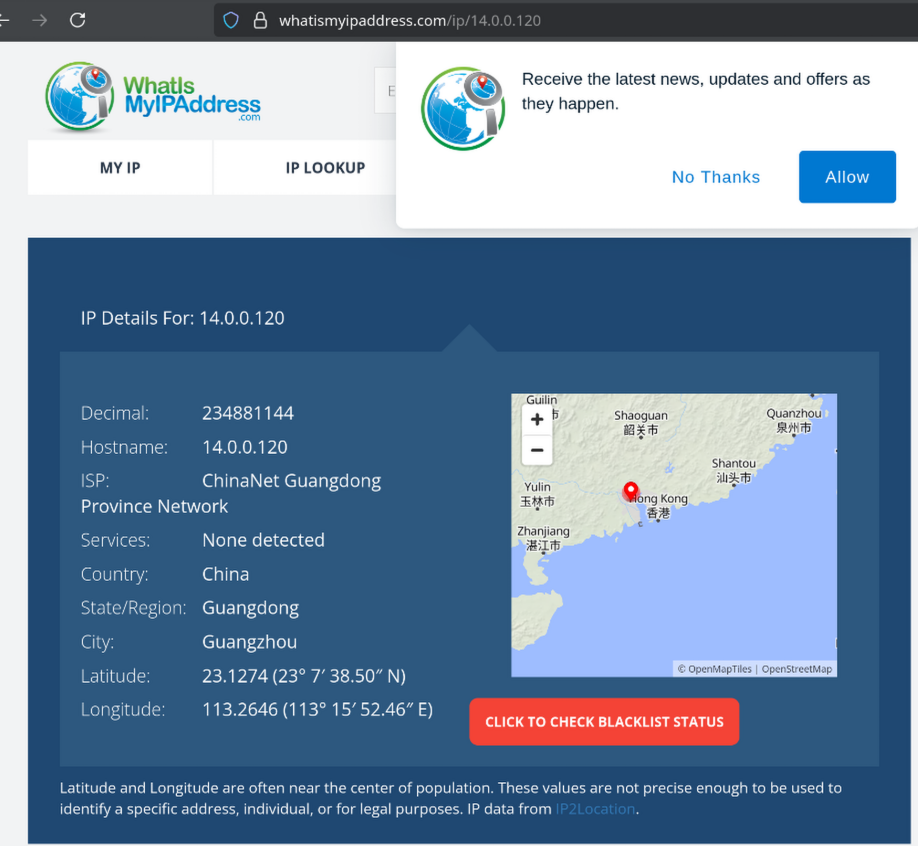 whatismyipaddress.com/ip/14.0.0.120
WhatIs
MyIPAddress
.com
E
Receive the latest news, updates and offers as
they happen.
No Thanks
Allow
MY IP
IP LOOKUP
IP Details For: 14.0.0.120
Decimal: 234881144
Hostname: 14.0.0.120
ISP: ChinaNet Guangdong
Province Network
Services: None detected
Country: China
State/Region: Guangdong
City: Guangzhou
Latitude: 23.1274 (23° 7′ 38.50″ N)
Longitude: 113.2646 (113° 15′ 52.46″ E)
Guilin
市
+
−
Shaoguan
韶关市
Quanzhou
泉州市
Shantou
汕头市
Yulin
玉林市
Hong Kong
香港
Zhanjiang
湛江市
© OpenMapTiles | OpenStreetMap
CLICK TO CHECK BLACKLIST STATUS
Latitude and Longitude are often near the center of population. These values are not precise enough to be used to
identify a specific address, individual, or for legal purposes. IP data from IP2Location.